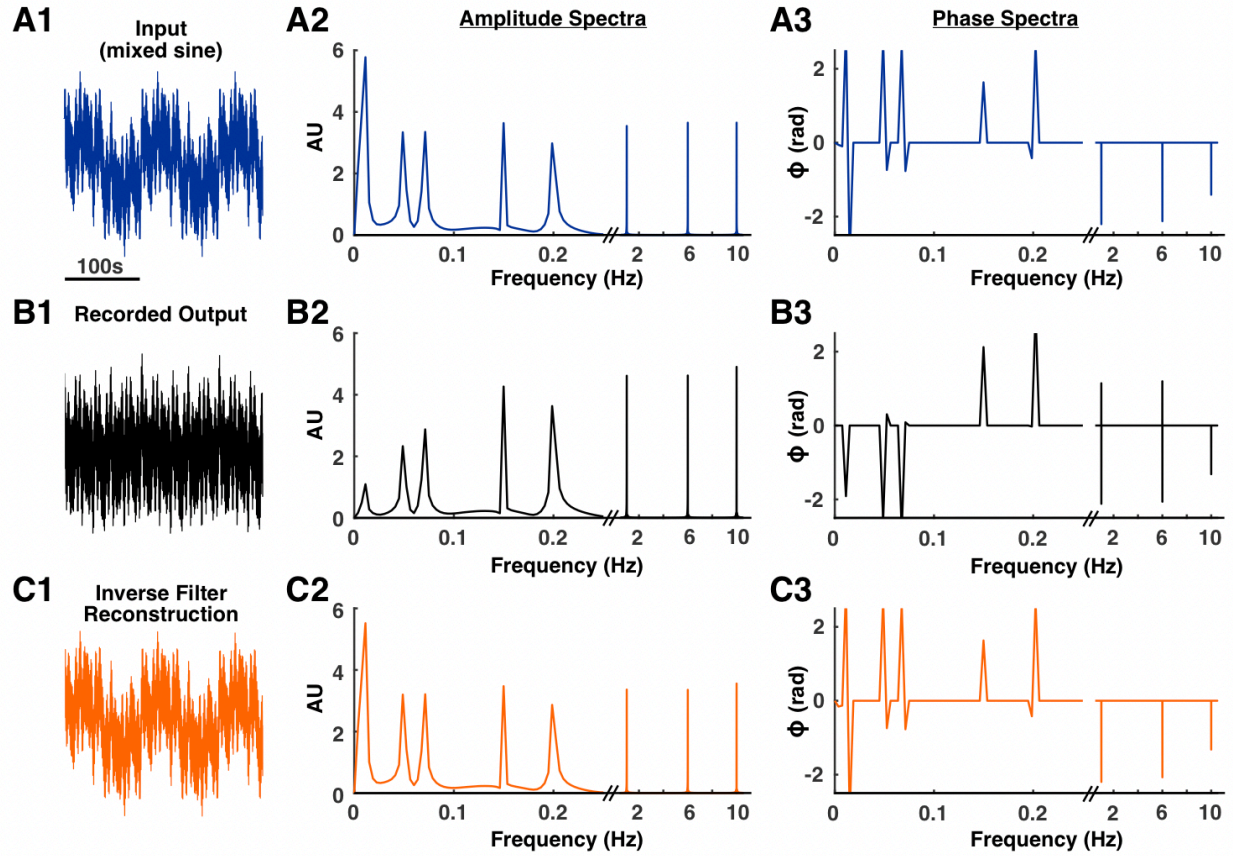 A1
Input
(mixed sine)
100s
A2
Amplitude Spectra
6
4
2
0
AU
0 0.1 0.2 2 6 10
Frequency (Hz)
A3
Phase Spectra
2
0
-2
Φ (rad)
0 0.1 0.2 2 6 10
Frequency (Hz)
B1
Recorded Output
B2
6
4
2
0
AU
0 0.1 0.2 2 6 10
Frequency (Hz)
B3
2
0
-2
Φ (rad)
0 0.1 0.2 2 6 10
Frequency (Hz)
C1
Inverse Filter
Reconstruction
C2
6
4
2
0
AU
0 0.1 0.2 2 6 10
Frequency (Hz)
C3
2
0
-2
Φ (rad)
0 0.1 0.2 2 6 10
Frequency (Hz)